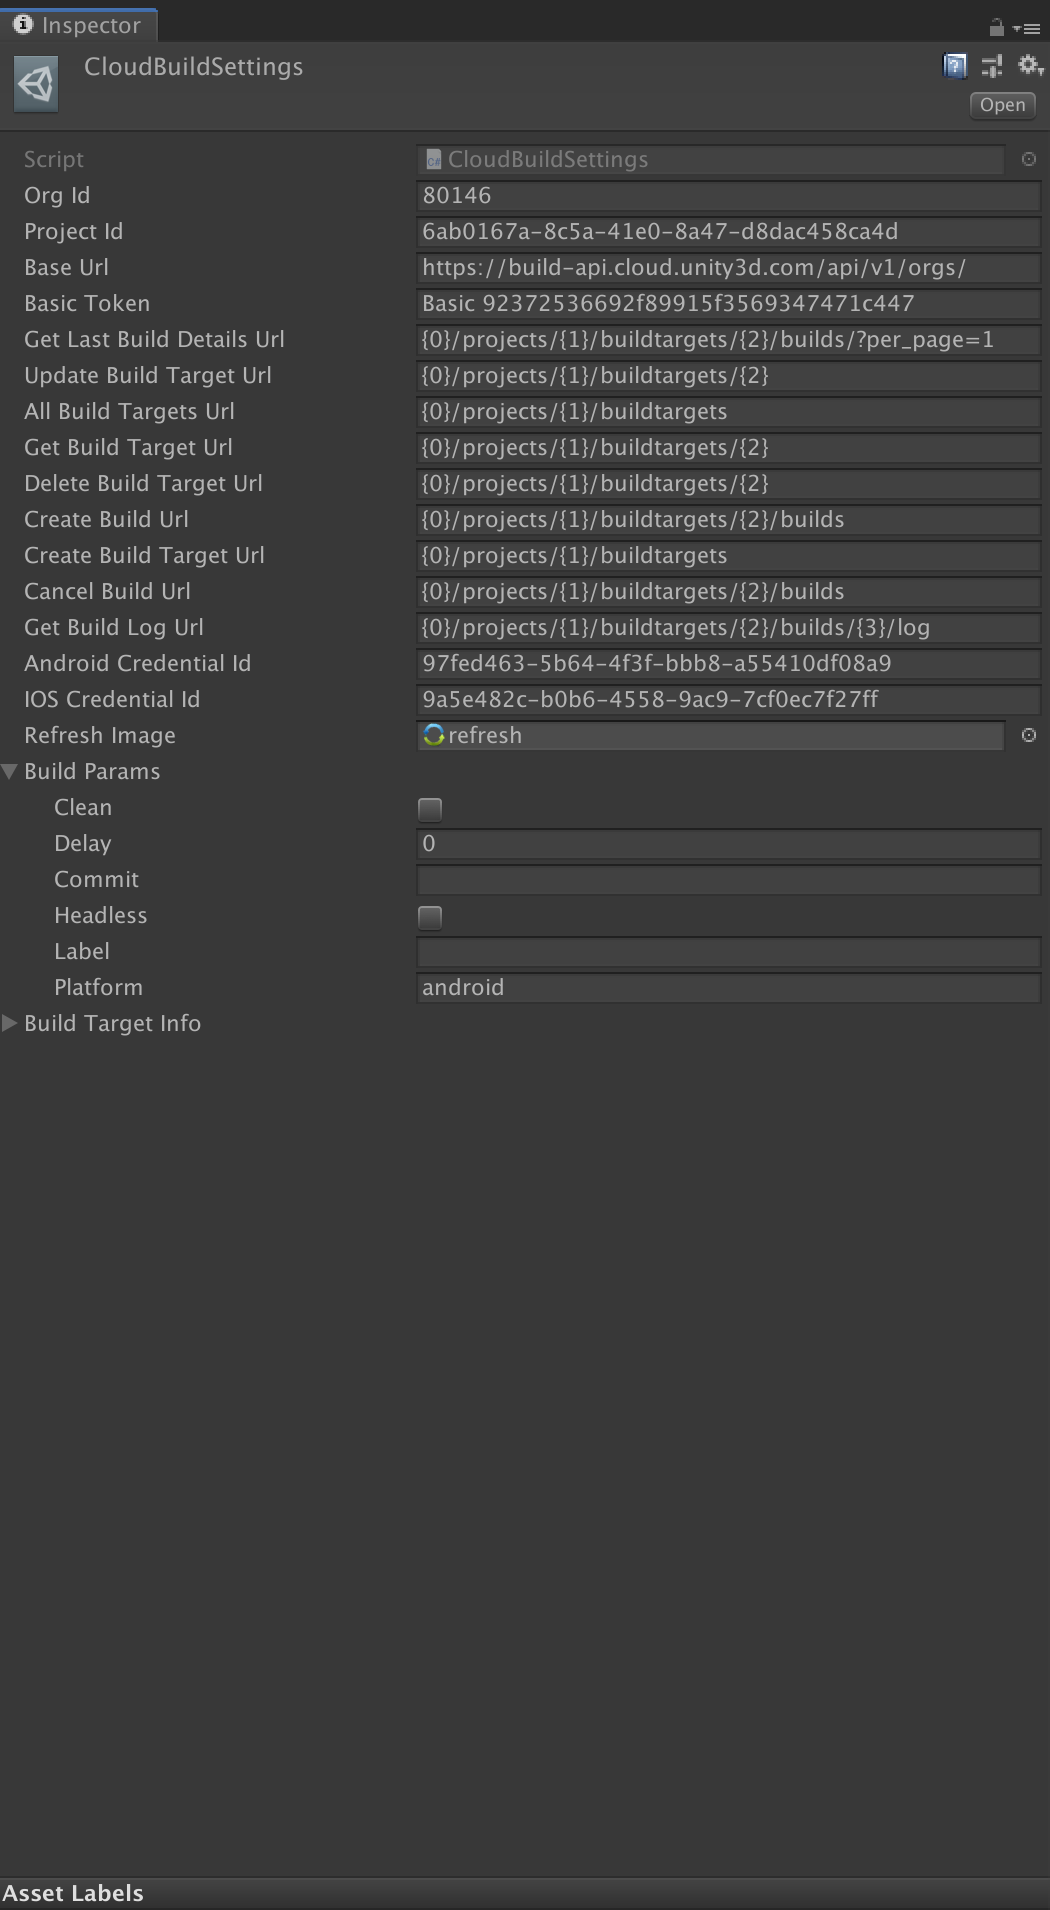 Inspector
CloudBuildSettings
Open
Script CloudBuildSettings
Org Id 80146
Project Id 6ab0167a-8c5a-41e0-8a47-d8dac458ca4d
Base Url https://build-api.cloud.unity3d.com/api/v1/orgs/
Basic Token Basic 92372536692f89915f3569347471c447
Get Last Build Details Url {0}/projects/{1}/buildtargets/{2}/builds/?per_page=1
Update Build Target Url {0}/projects/{1}/buildtargets/{2}
All Build Targets Url {0}/projects/{1}/buildtargets
Get Build Target Url {0}/projects/{1}/buildtargets/{2}
Delete Build Target Url {0}/projects/{1}/buildtargets/{2}
Create Build Url {0}/projects/{1}/buildtargets/{2}/builds
Create Build Target Url {0}/projects/{1}/buildtargets
Cancel Build Url {0}/projects/{1}/buildtargets/{2}/builds
Get Build Log Url {0}/projects/{1}/buildtargets/{2}/builds/{3}/log
Android Credential Id 97fed463-5b64-4f3f-bbb8-a55410df08a9
IOS Credential Id 9a5e482c-b0b6-4558-9ac9-7cf0ec7f27ff
Refresh Image refresh
Build Params
Clean
Delay 0
Commit
Headless
Label
Platform android
Build Target Info
Asset Labels